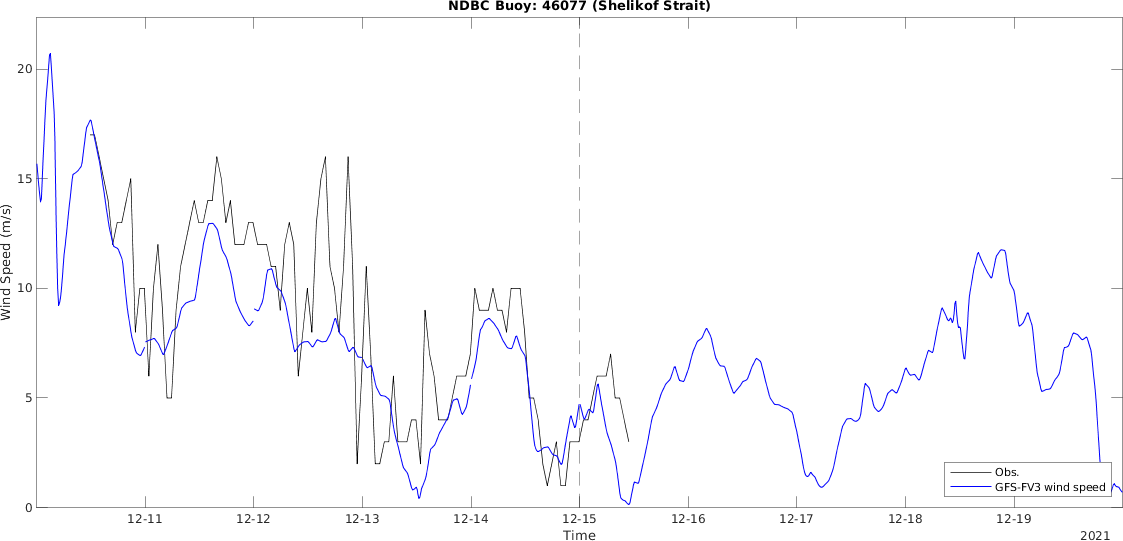 NDBC Buoy: 46077 (Shelikof Strait)
20
15
10
5
0
Wind Speed (m/s)
Obs.
GFS-FV3 wind speed
12-11 12-12 12-13 12-14 12-15 12-16 12-17 12-18 12-19
Time
2021